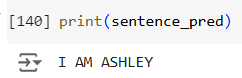 [140] print(sentence_pred)
I AM ASHLEY